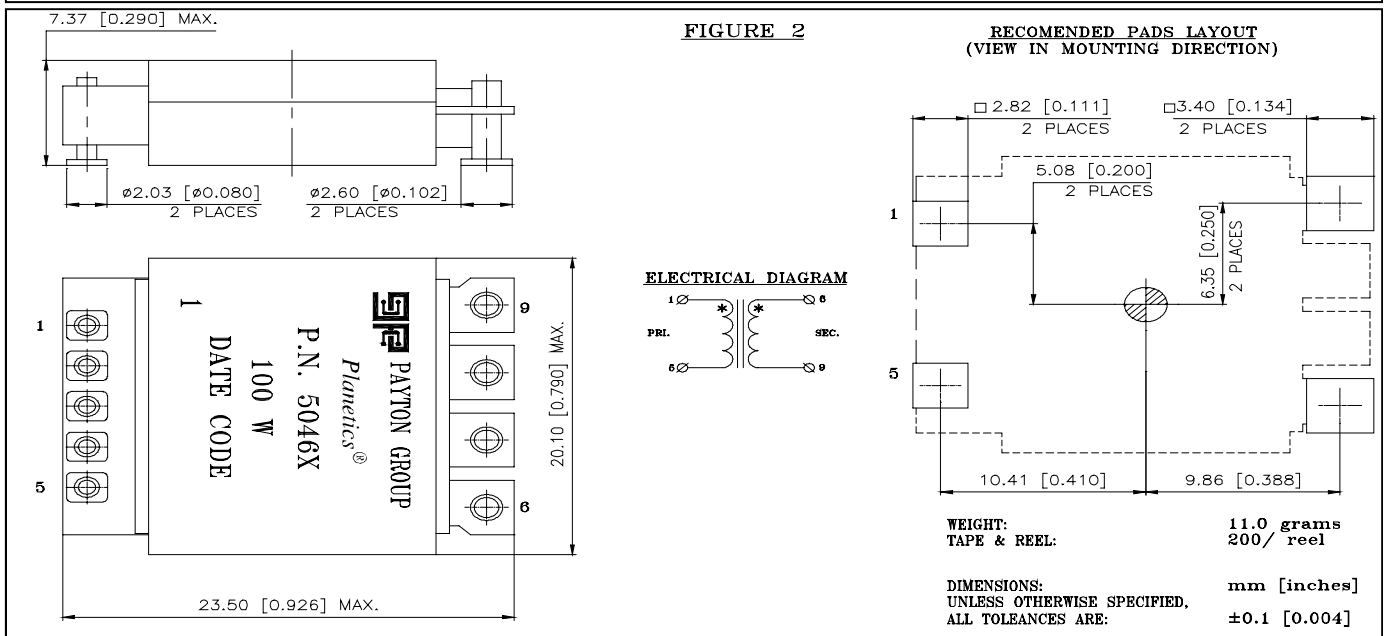 7.37 [0.290] MAX.
FIGURE 2
RECOMENDED PADS LAYOUT
(VIEW IN MOUNTING DIRECTION)
□ 2.82 [0.111]
2 PLACES
□3.40 [0.134]
2 PLACES
5.08 [0.200]
2 PLACES
ø2.03 [ø0.080]
2 PLACES
ø2.60 [ø0.102]
2 PLACES
1
6.35 [0.250]
2 PLACES
ELECTRICAL DIAGRAM
1
*
*
6
PRI.
SEC.
5
9
1
5
9
6
PAYTON GROUP
Planetics®
P.N. 5046X
100 W
DATE CODE
1
20.10 [0.790] MAX.
5
10.41 [0.410]
9.86 [0.388]
23.50 [0.926] MAX.
WEIGHT: 11.0 grams
TAPE & REEL: 200/ reel
DIMENSIONS: mm [inches]
UNLESS OTHERWISE SPECIFIED,
ALL TOLEANCES ARE: ±0.1 [0.004]